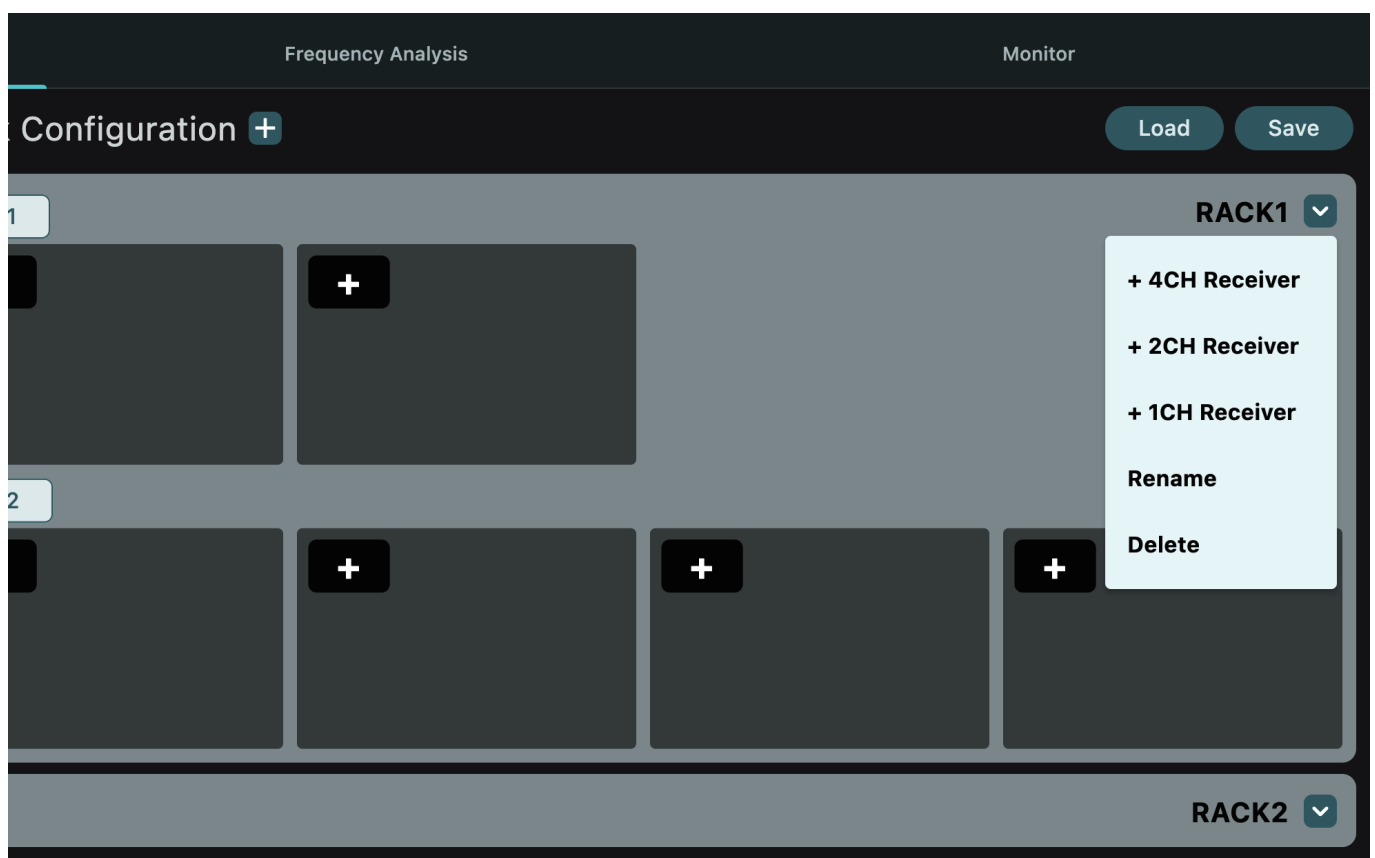 Frequency Analysis
Monitor
Configuration +
Load
Save
1
RACK1
+
+ 4CH Receiver
+ 2CH Receiver
+ 1CH Receiver
Rename
Delete
2
+
+
+
RACK2